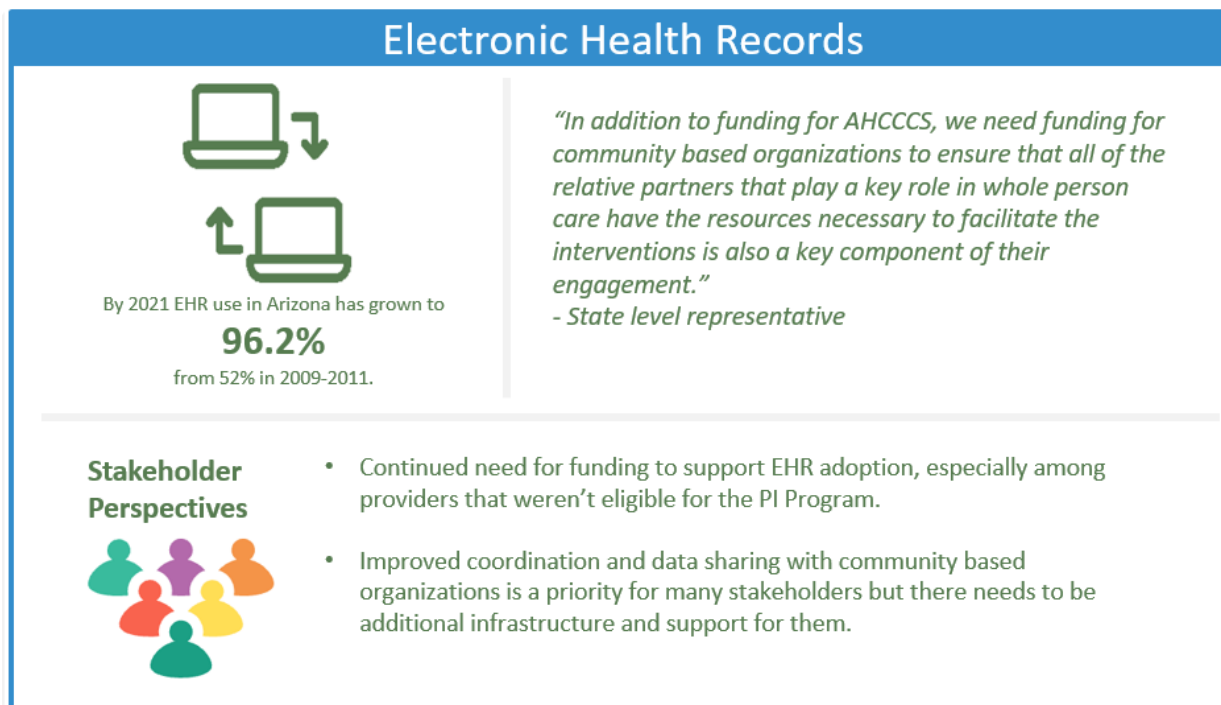 Electronic Health Records
By 2021 EHR use in Arizona has grown to
96.2%
from 52% in 2009-2011.
“In addition to funding for AHCCCS, we need funding for
community based organizations to ensure that all of the
relative partners that play a key role in whole person
care have the resources necessary to facilitate the
interventions is also a key component of their
engagement.”
- State level representative
Stakeholder
Perspectives
• Continued need for funding to support EHR adoption, especially among
providers that weren’t eligible for the PI Program.
• Improved coordination and data sharing with community based
organizations is a priority for many stakeholders but there needs to be
additional infrastructure and support for them.